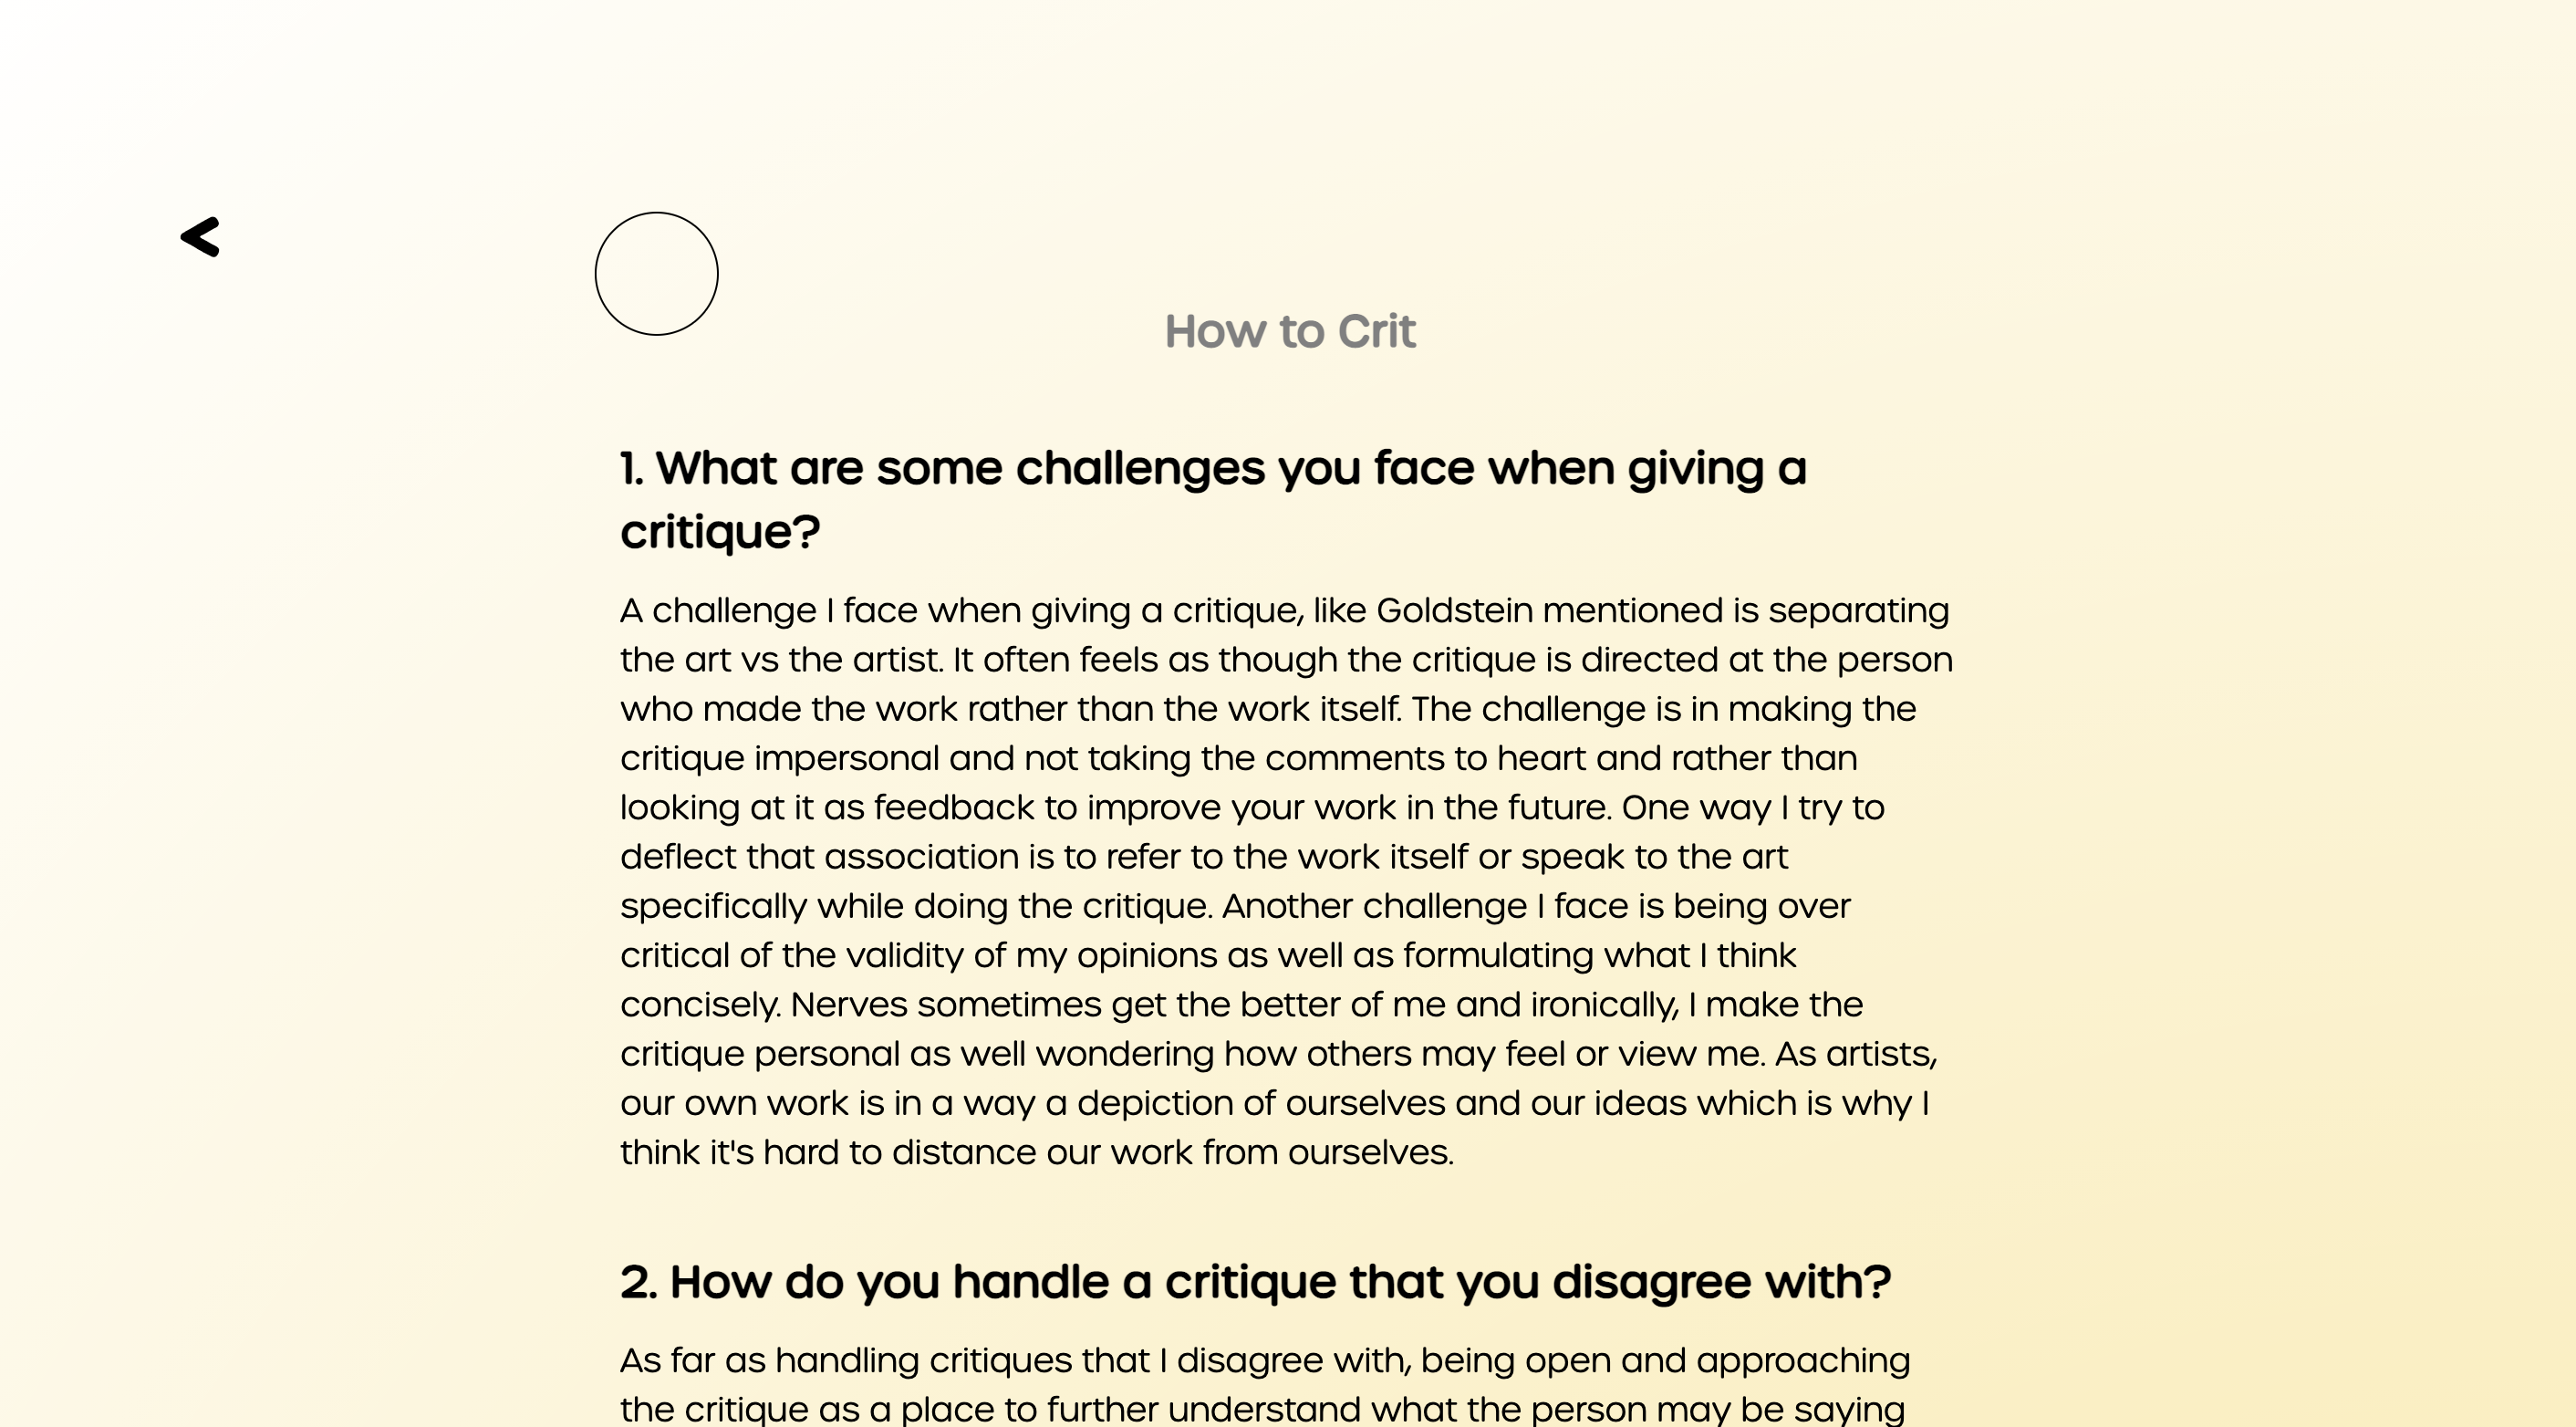 <
How to Crit
1. What are some challenges you face when giving a
critique?
A challenge I face when giving a critique, like Goldstein mentioned is separating
the art vs the artist. It often feels as though the critique is directed at the person
who made the work rather than the work itself. The challenge is in making the
critique impersonal and not taking the comments to heart and rather than
looking at it as feedback to improve your work in the future. One way I try to
deflect that association is to refer to the work itself or speak to the art
specifically while doing the critique. Another challenge I face is being over
critical of the validity of my opinions as well as formulating what I think
concisely. Nerves sometimes get the better of me and ironically, I make the
critique personal as well wondering how others may feel or view me. As artists,
our own work is in a way a depiction of ourselves and our ideas which is why I
think it's hard to distance our work from ourselves.
2. How do you handle a critique that you disagree with?
As far as handling critiques that I disagree with, being open and approaching
the critique as a place to further understand what the person may be saying